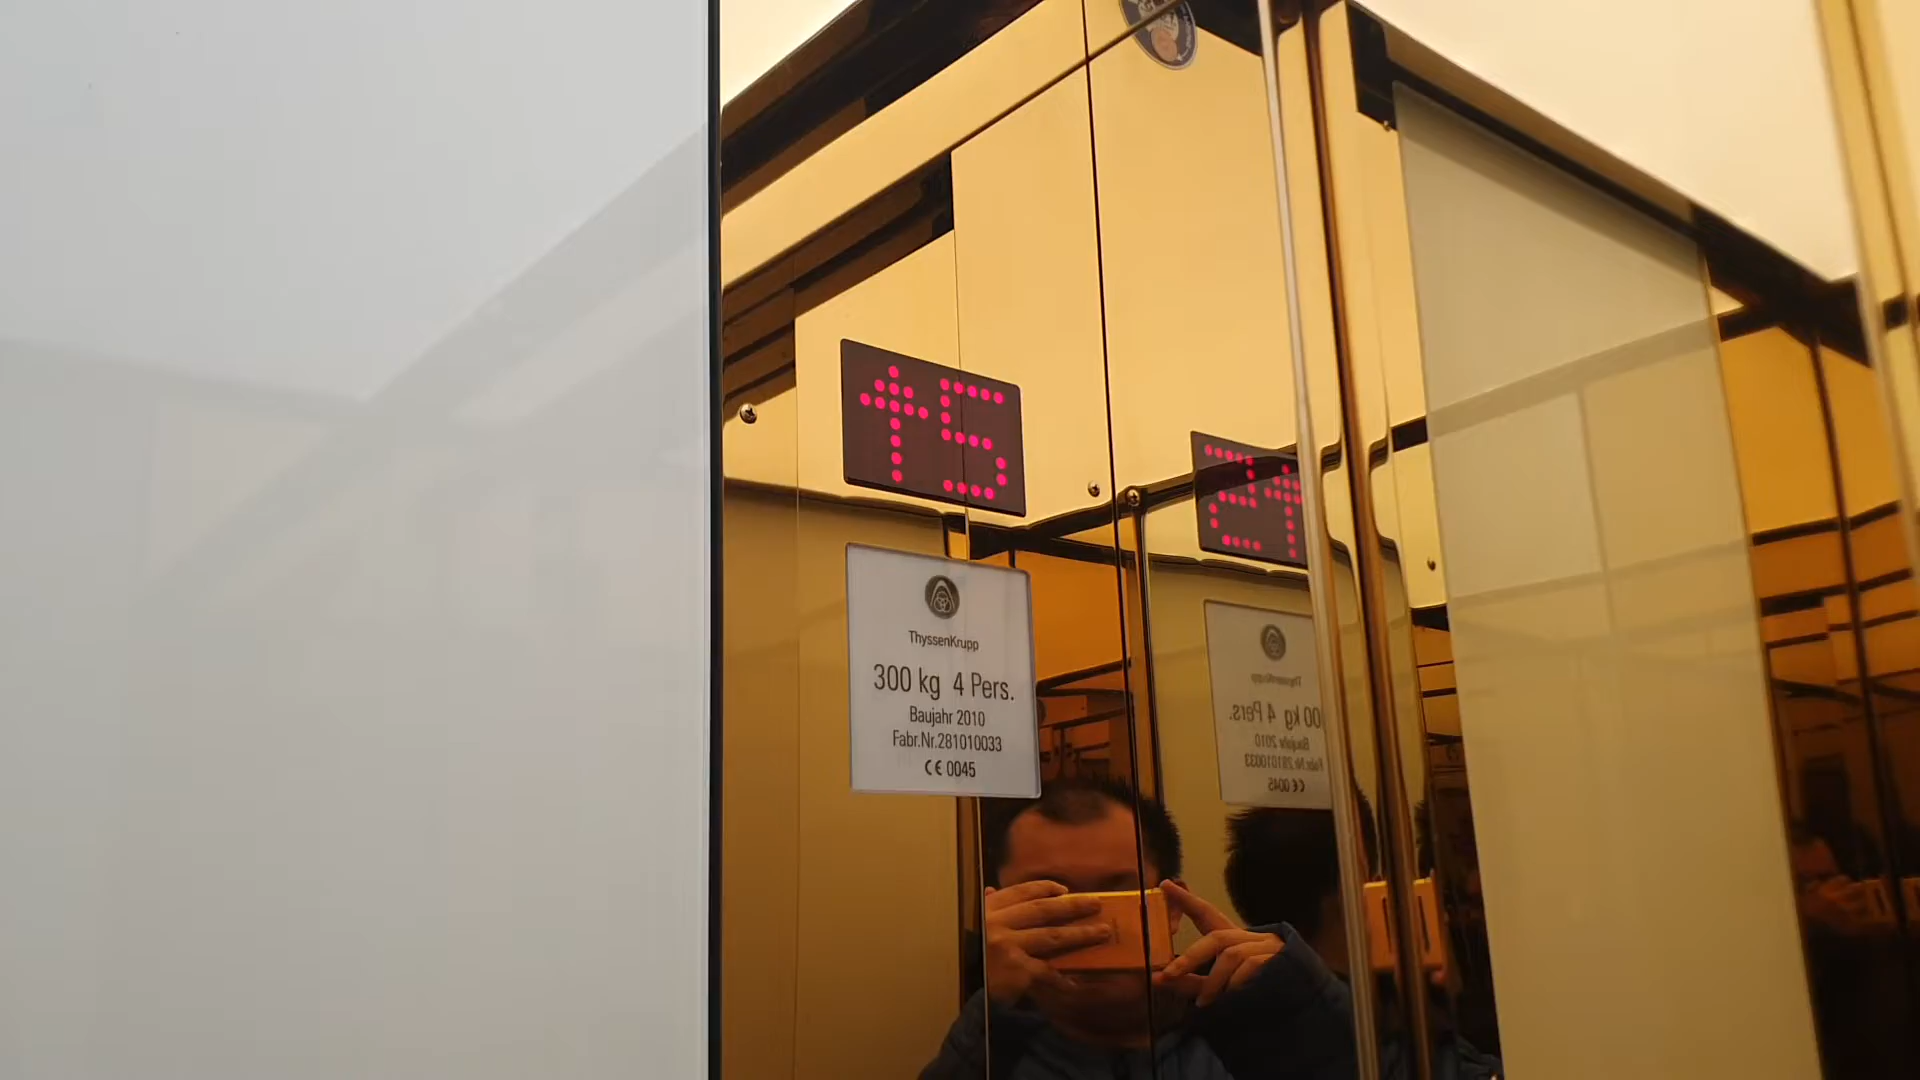 ↑5
ThyssenKrupp
300 kg 4 Pers.
Baujahr 2010
Fabr.Nr.281010033
CE 0045